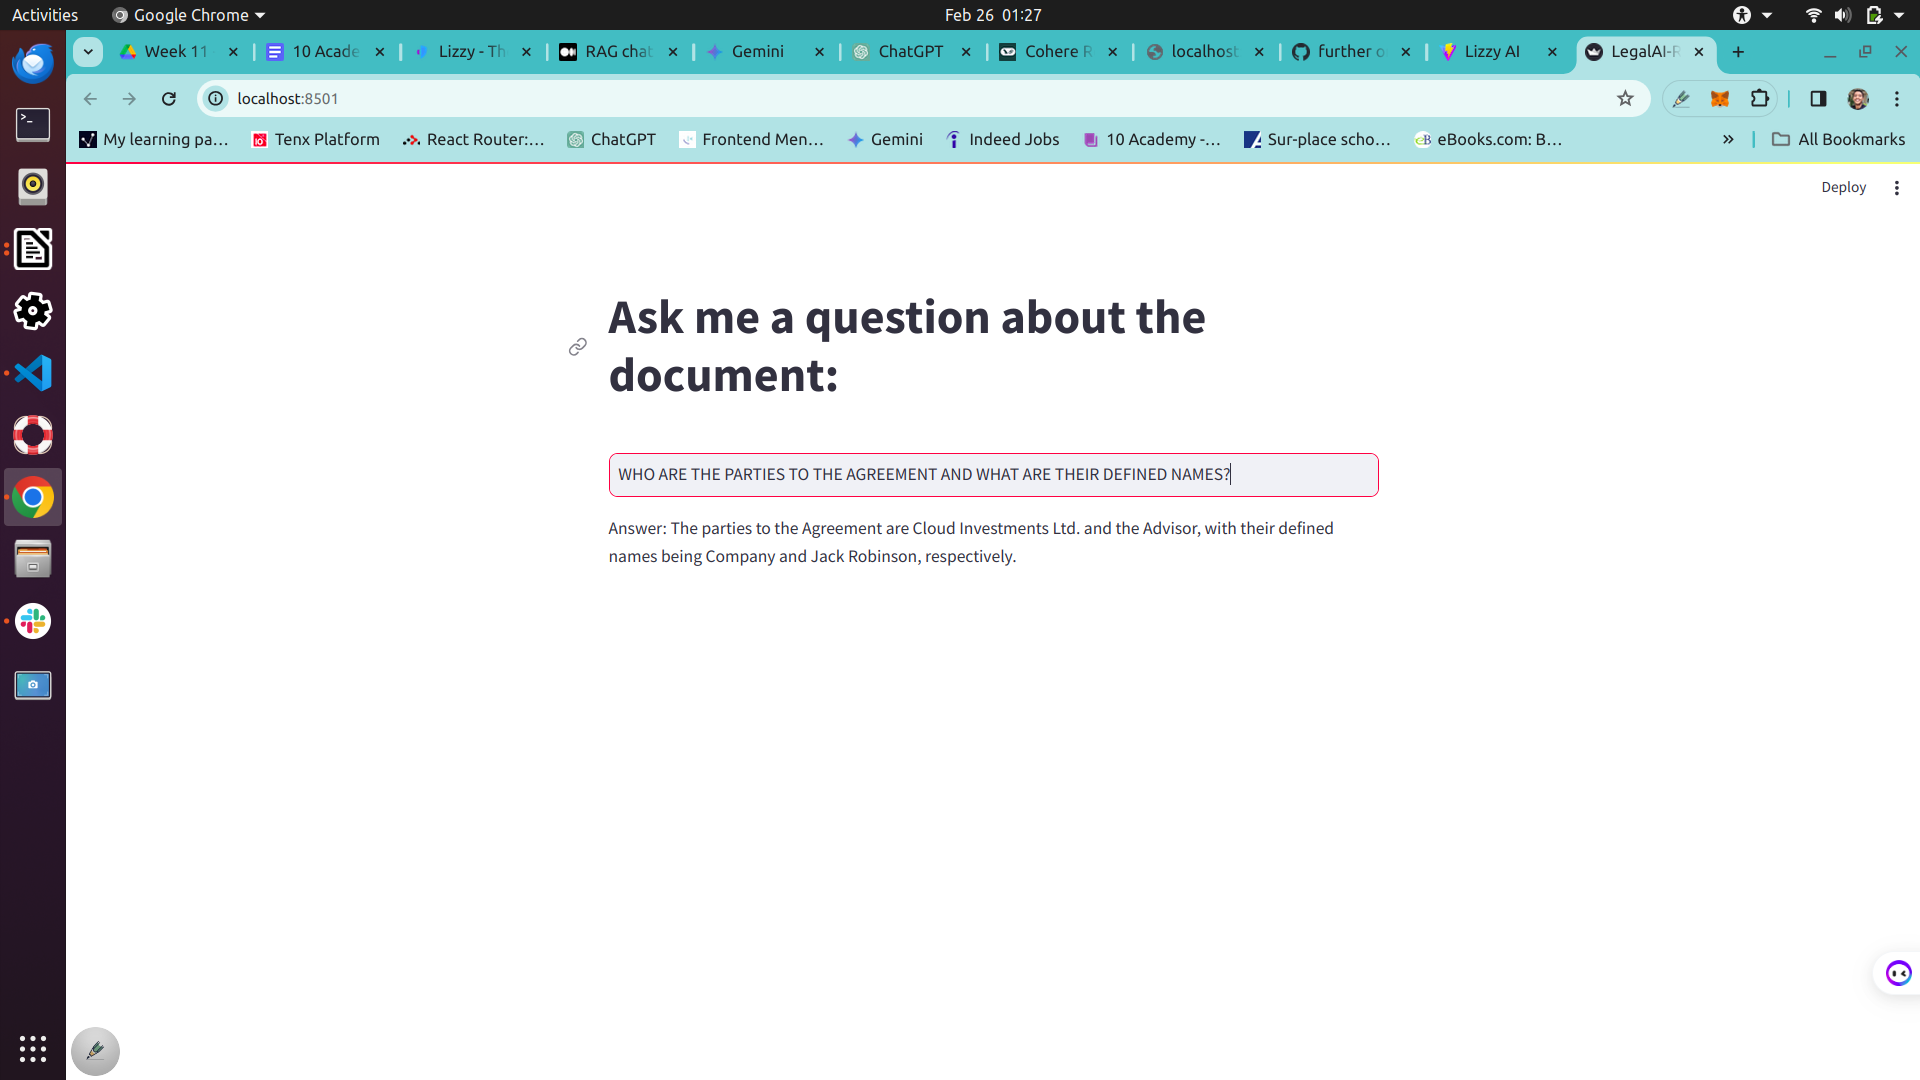 Activities
Google Chrome
Feb 26 01:27
Week 11
10 Acade
Lizzy - Th
RAG chat
Gemini
ChatGPT
Cohere R
localhost
further o
Lizzy AI
LegalAI-R
localhost:8501
My learning pa...
Tenx Platform
React Router:...
ChatGPT
Frontend Men...
Gemini
Indeed Jobs
10 Academy -...
Sur-place scho...
eBooks.com: B...
»
All Bookmarks
Deploy
Ask me a question about the
document:
WHO ARE THE PARTIES TO THE AGREEMENT AND WHAT ARE THEIR DEFINED NAMES?
Answer: The parties to the Agreement are Cloud Investments Ltd. and the Advisor, with their defined
names being Company and Jack Robinson, respectively.